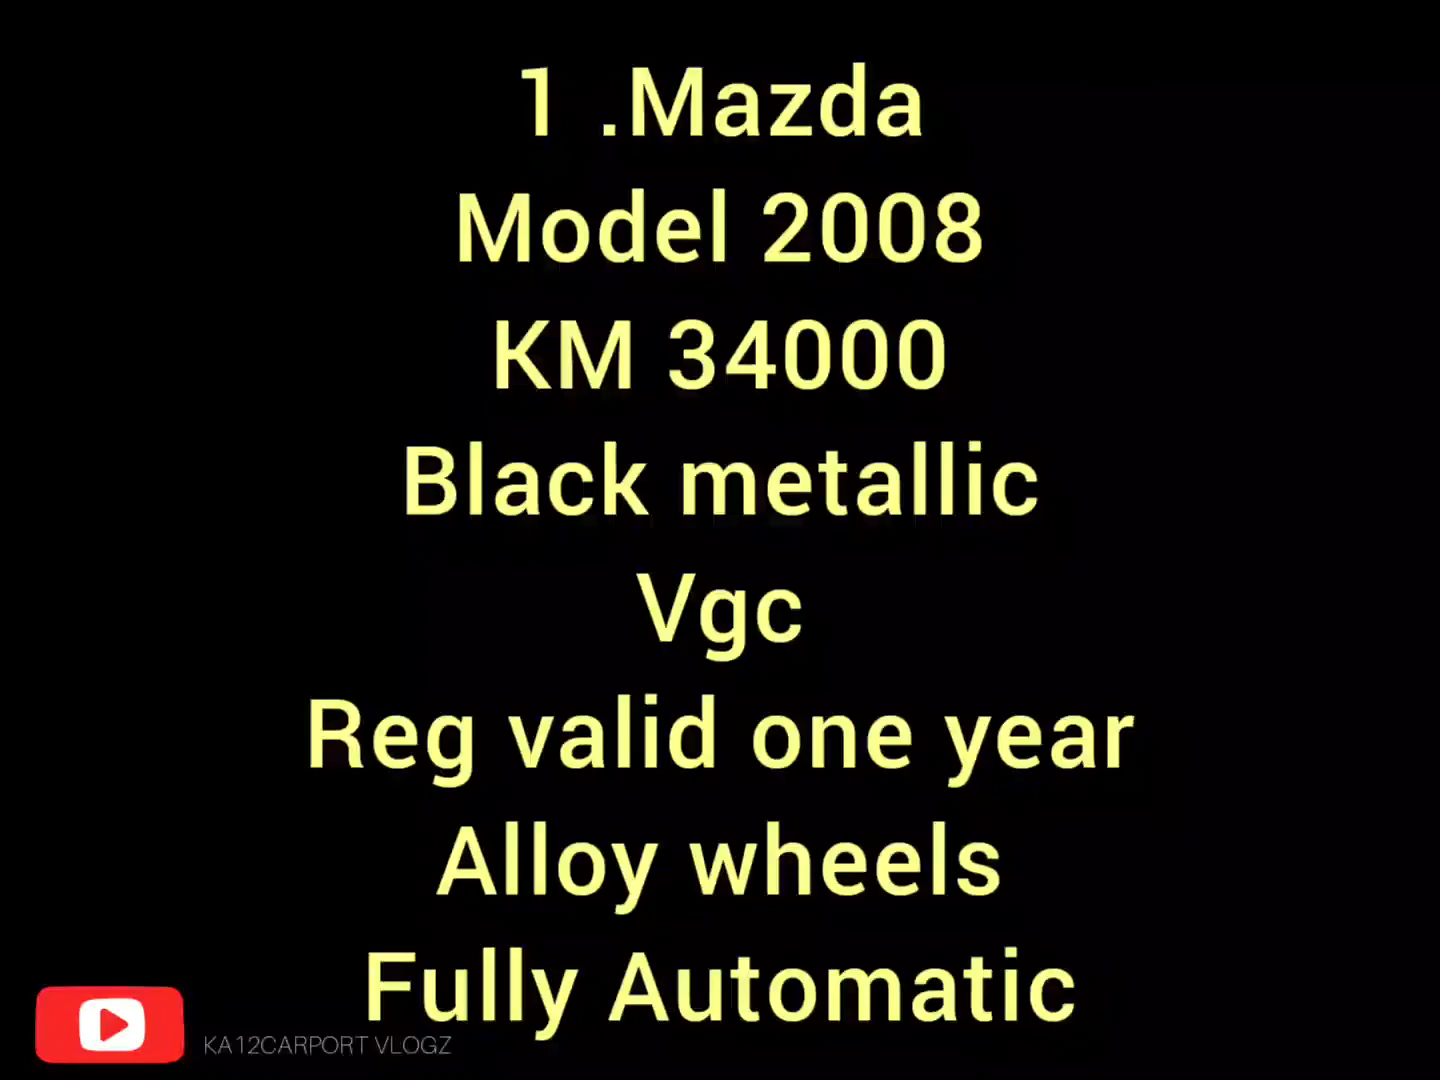 1 .Mazda
Model 2008
KM 34000
Black metallic
Vgc
Reg valid one year
Alloy wheels
Fully Automatic
KA12CARPORT VLOGZ